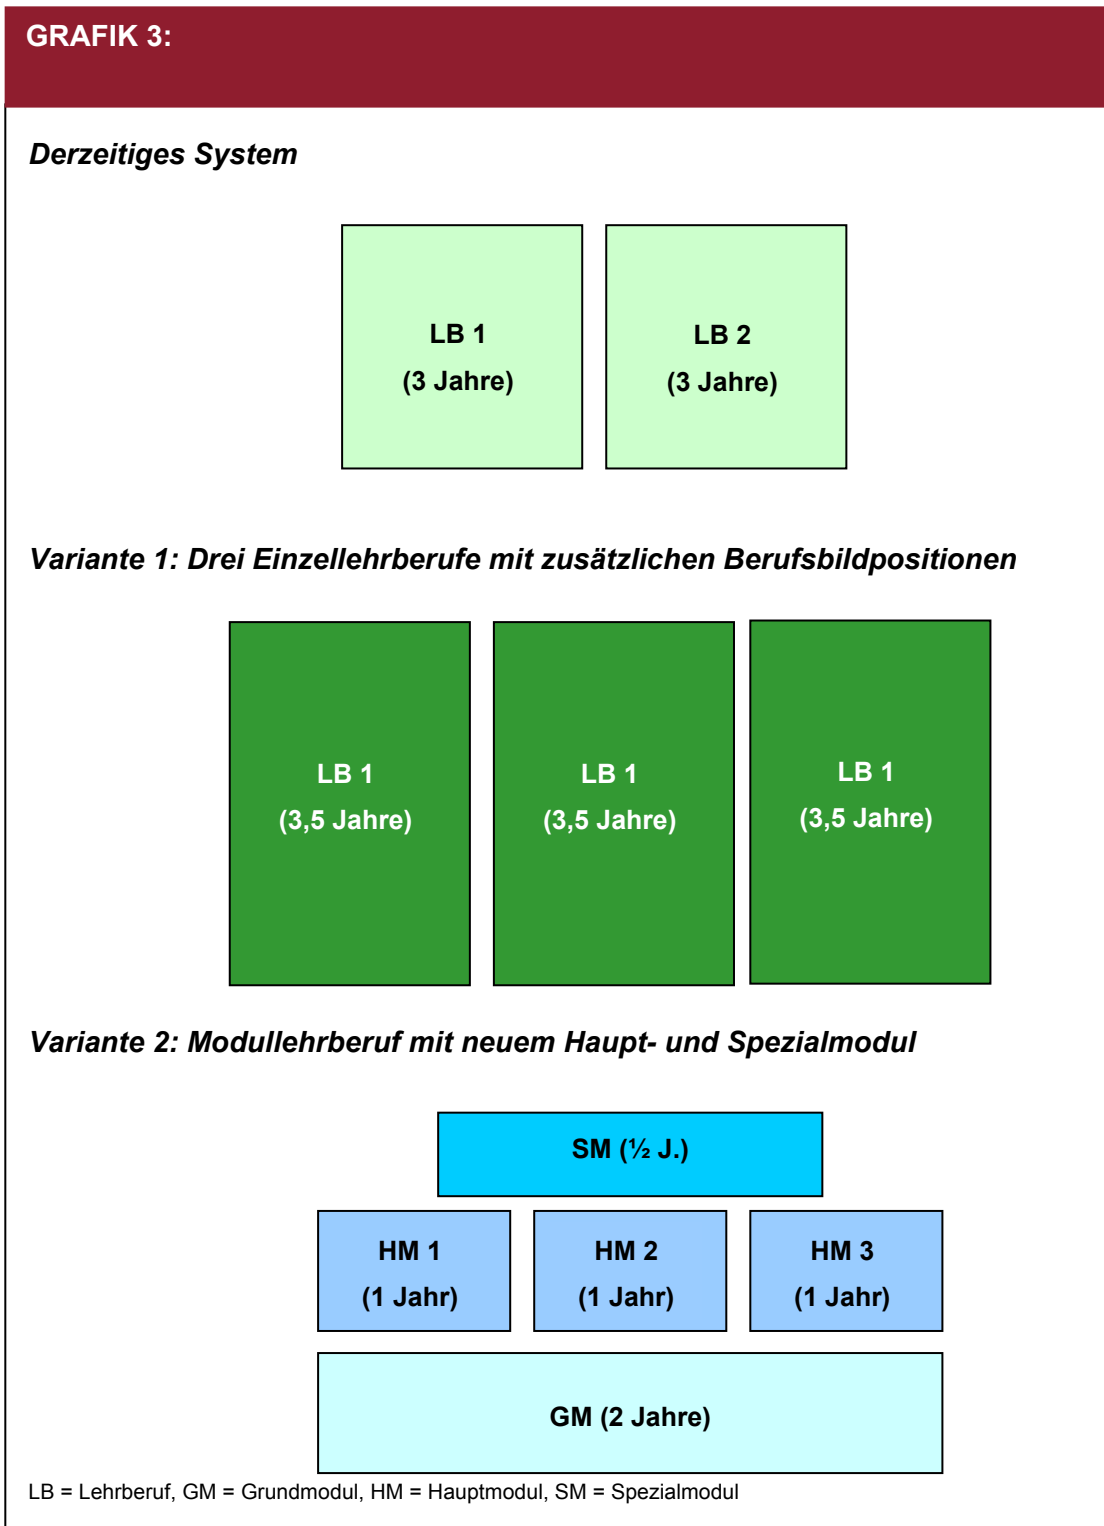 GRAFIK 3:
Derzeitiges System
LB 1
(3 Jahre)
LB 2
(3 Jahre)
Variante 1: Drei Einzellehrberufe mit zusätzlichen Berufsbildpositionen
LB 1
(3,5 Jahre)
LB 1
(3,5 Jahre)
LB 1
(3,5 Jahre)
Variante 2: Modullehrberuf mit neuem Haupt- und Spezialmodul
SM (½ J.)
HM 1
(1 Jahr)
HM 2
(1 Jahr)
HM 3
(1 Jahr)
GM (2 Jahre)
LB = Lehrberuf, GM = Grundmodul, HM = Hauptmodul, SM = Spezialmodul